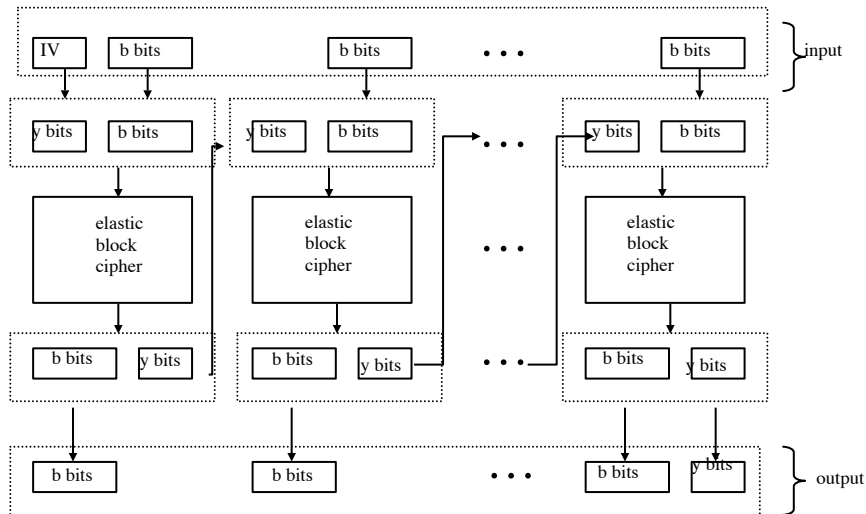 IV b bits b bits • • • b bits input
y bits b bits y bits b bits • • • y bits b bits
elastic elastic elastic
block block • • • block
cipher cipher cipher
b bits y bits b bits y bits • • • b bits y bits
b bits b bits • • • b bits y bits output